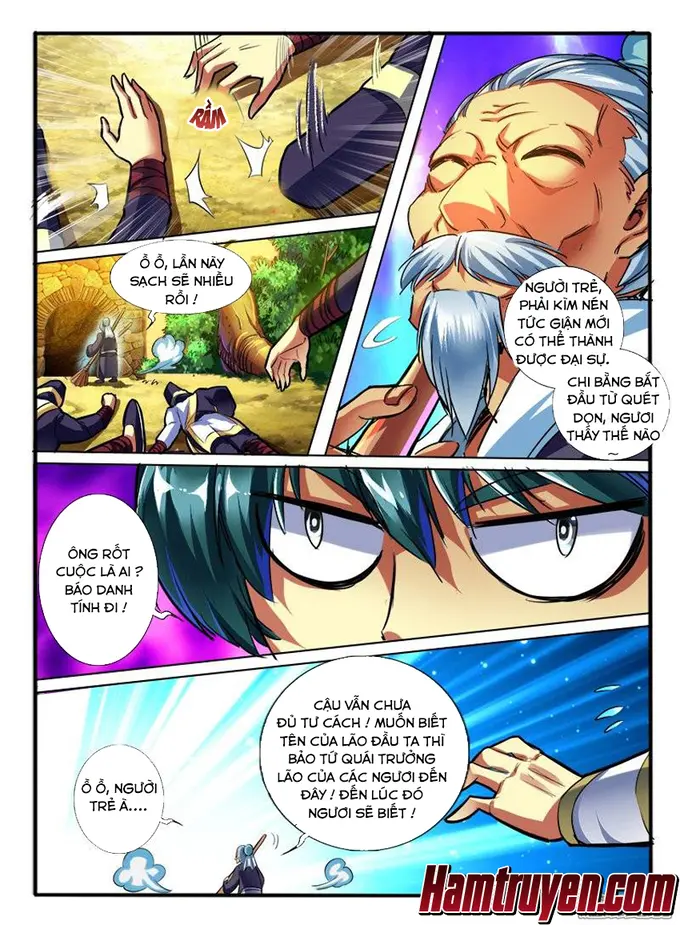 RẦM
Ồ Ồ, LẦN NÀY
SẠCH SẼ NHIỀU
RỒI !
NGƯỜI TRẺ,
PHẢI KÌM NÉN
TỨC GIẬN MỚI
CÓ THỂ THÀNH
ĐƯỢC ĐẠI SỰ.
CHI BẰNG BẮT
ĐẦU TỪ QUÉT
DỌN, NGƯƠI
THẤY THẾ NÀO
~
ÔNG RỐT
CUỘC LÀ AI ?
BÁO DANH
TÍNH ĐI !
CẬU VẪN CHƯA
ĐỦ TƯ CÁCH ! MUỐN BIẾT
TÊN CỦA LÃO ĐẦU TA THÌ
BẢO TỨ QUÁI TRƯỞNG
LÃO CỦA CÁC NGƯƠI ĐẾN
ĐÂY ! ĐẾN LÚC ĐÓ
NGƯƠI SẼ BIẾT !
Ồ Ồ, NGƯỜI
TRẺ Ã....
Hamtruyen.com